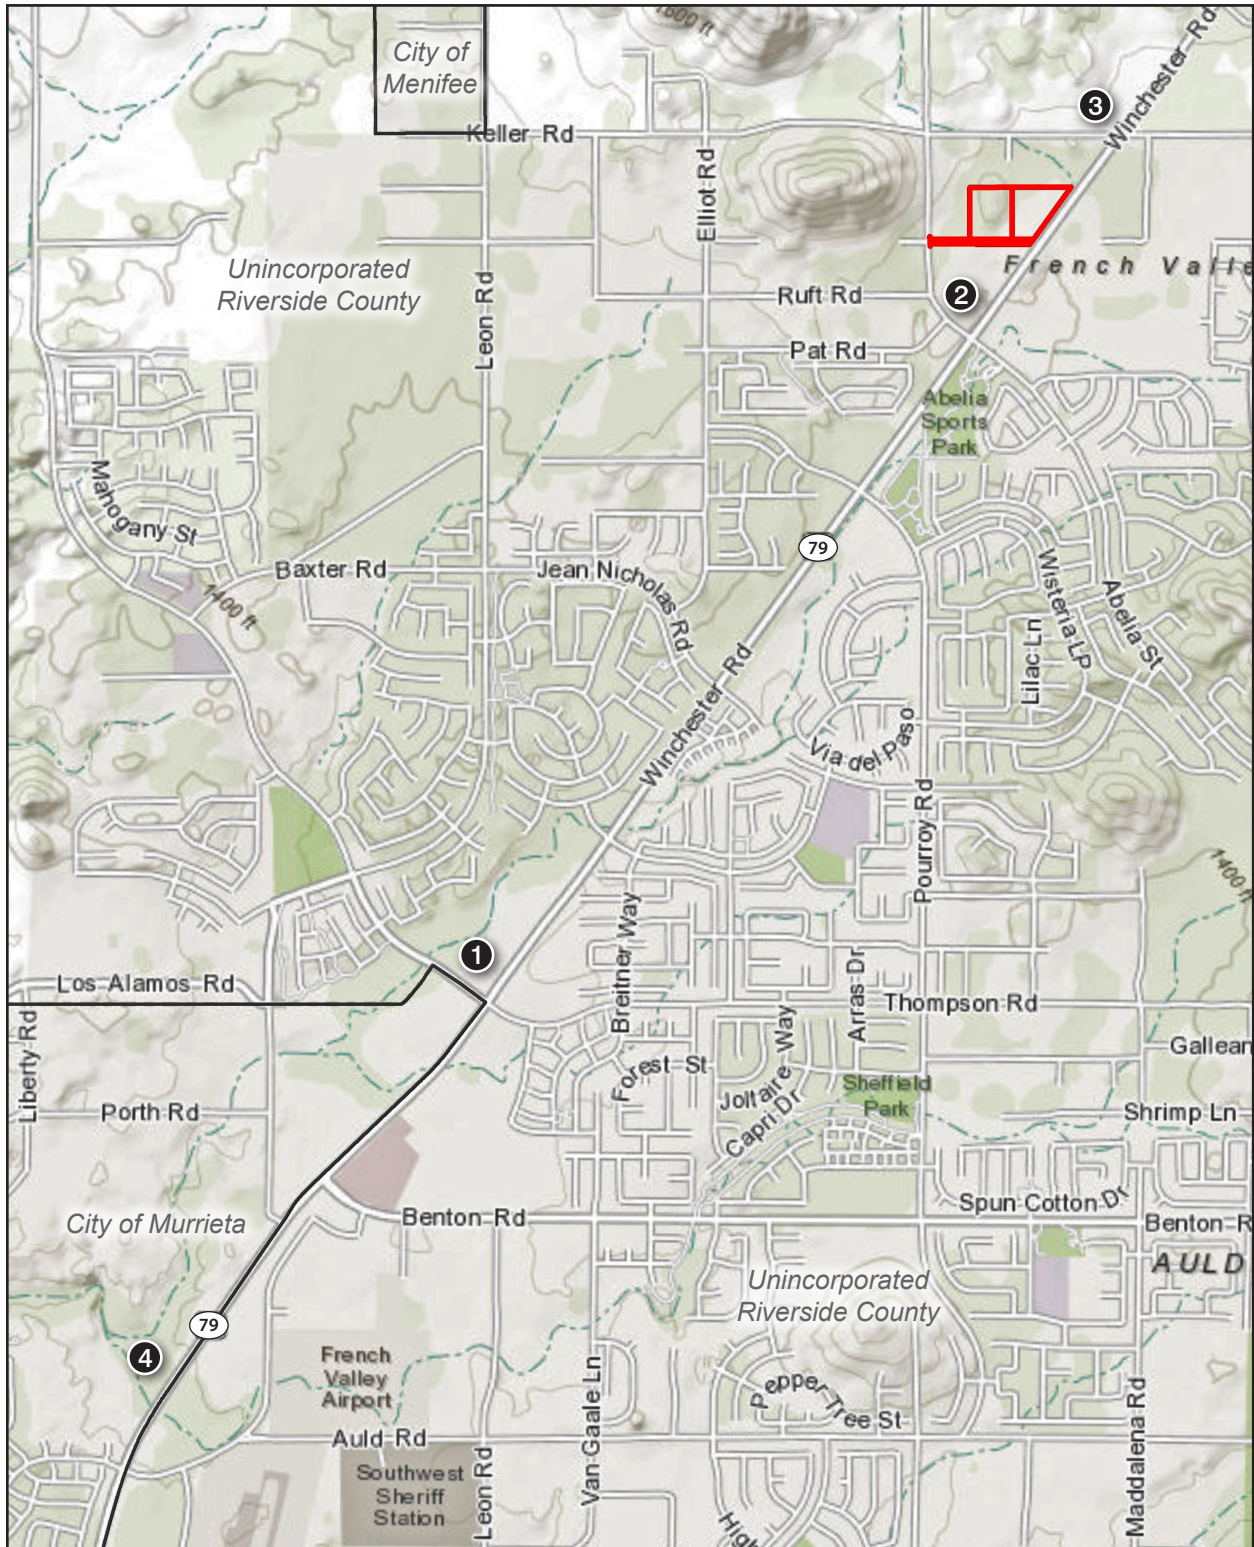 1600 ft
City of
Menifee
Winchester Rd
3
Keller Rd
Elliot Rd
Unincorporated
Riverside County
French Valle
Leon Rd
Ruft Rd
2
Pat Rd
Abelia
Sports
Park
Mahogany St
79
Baxter Rd
Jean Nicholas Rd
1400 ft
Wisteria LP
Abelia St
Lilac Ln
Winchester Rd
Via del Paso
Pourroy Rd
1400 ft
Breitner Way
1
Los Alamos Rd
Arras Dr
Thompson Rd
Liberty Rd
Joltaire Way
Gallean
Forest St
Sheffield
Park
Capri Dr
Porth Rd
Shrimp Ln
Spun Cotton Dr
City of Murrieta
Benton Rd
Benton R
AULD
Unincorporated
Riverside County
79
4
French
Valley
Airport
Van Gaale Ln
Pepper Tree St
Maddalena Rd
Auld Rd
Southwest
Sheriff
Station
Leon Rd
High